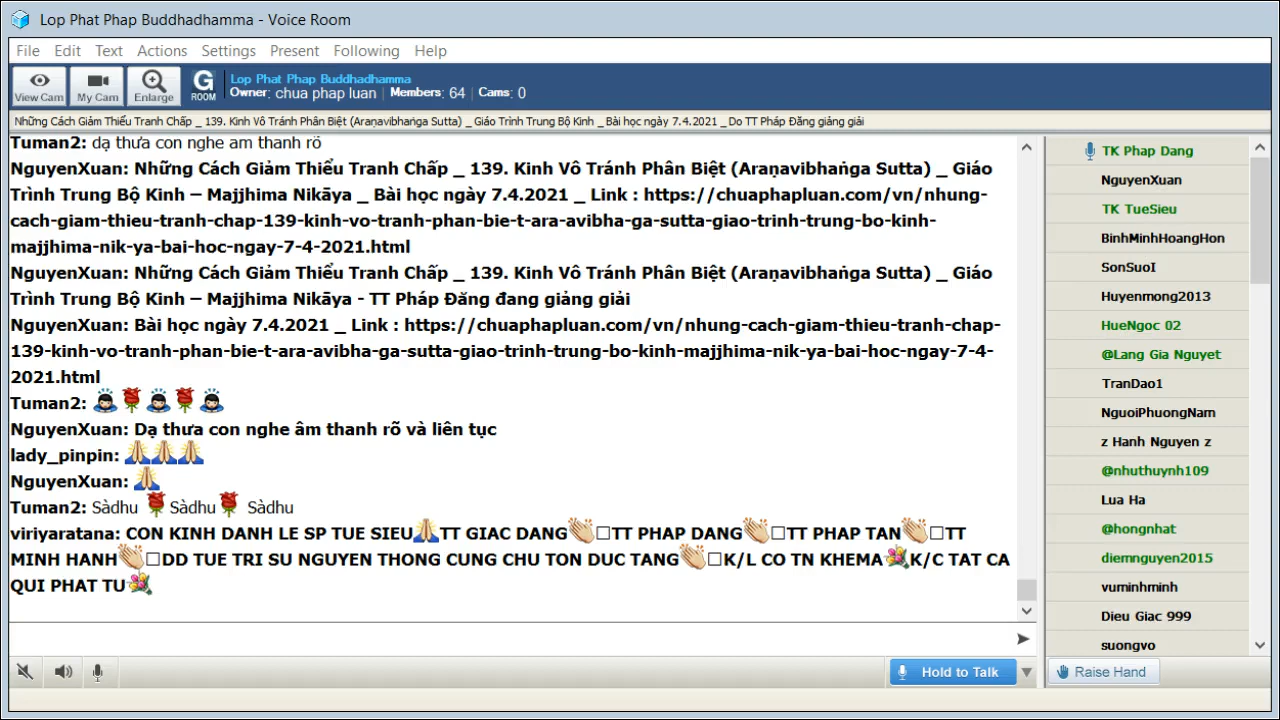 Lop Phat Phap Buddhadhamma - Voice Room
File Edit Text Actions Settings Present Following Help
View Cam My Cam Enlarge G ROOM
Lop Phat Phap Buddhadhamma
Owner: chua phap luan Members: 64 Cams: 0
Những Cách Giảm Thiểu Tranh Chấp _ 139. Kinh Vô Tránh Phân Biệt (Araṇavibhaṅga Sutta) _ Giáo Trình Trung Bộ Kinh _ Bài học ngày 7.4.2021 _ Do TT Pháp Đăng giảng giải
Tuman2: dạ thưa con nghe am thanh rõ
NguyenXuan: Những Cách Giảm Thiểu Tranh Chấp _ 139. Kinh Vô Tránh Phân Biệt (Araṇavibhaṅga Sutta) _ Giáo
Trình Trung Bộ Kinh – Majjhima Nikāya _ Bài học ngày 7.4.2021 _ Link : https://chuaphapluan.com/vn/nhung-
cach-giam-thieu-tranh-chap-139-kinh-vo-tranh-phan-bie-t-ara-avibha-ga-sutta-giao-trinh-trung-bo-kinh-
majjhima-nik-ya-bai-hoc-ngay-7-4-2021.html
NguyenXuan: Những Cách Giảm Thiểu Tranh Chấp _ 139. Kinh Vô Tránh Phân Biệt (Araṇavibhaṅga Sutta) _ Giáo
Trình Trung Bộ Kinh – Majjhima Nikāya - TT Pháp Đăng đang giảng giải
NguyenXuan: Bài học ngày 7.4.2021 _ Link : https://chuaphapluan.com/vn/nhung-cach-giam-thieu-tranh-chap-
139-kinh-vo-tranh-phan-bie-t-ara-avibha-ga-sutta-giao-trinh-trung-bo-kinh-majjhima-nik-ya-bai-hoc-ngay-7-4-
2021.html
Tuman2: 🙇🌹🙇🌹🙇
NguyenXuan: Dạ thưa con nghe âm thanh rõ và liên tục
lady_pinpin: 🙏🙏🙏
NguyenXuan: 🙏
Tuman2: Sàdhu 🌹Sàdhu🌹 Sàdhu
viriyaratana: CON KINH DANH LE SP TUE SIEU🙏TT GIAC DANG👏□TT PHAP DANG👏□TT PHAP TAN👏□TT
MINH HANH👏□DD TUE TRI SU NGUYEN THONG CUNG CHU TON DUC TANG👏□K/L CO TN KHEMA💐K/C TAT CA
QUI PHAT TU💐
TK Phap Dang
NguyenXuan
TK TueSieu
BinhMinhHoangHon
SonSuoI
Huyenmong2013
HueNgoc 02
@Lang Gia Nguyet
TranDao1
NguoiPhuongNam
z Hanh Nguyen z
@nhuthuynh109
Lua Ha
@hongnhat
diemnguyen2015
vuminhminh
Dieu Giac 999
suongvo
Hold to Talk
Raise Hand